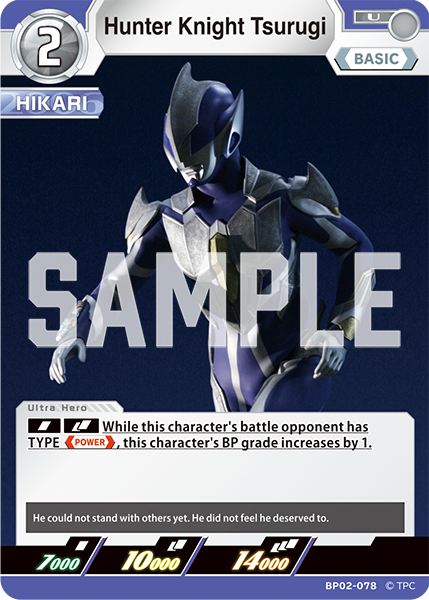 Hunter Knight Tsurugi
U
2
BASIC
HIKARI
SAMPLE
Ultra Hero
While this character's battle opponent has
TYPE POWER, this character's BP grade increases by 1.
He could not stand with others yet. He did not feel he deserved to.
7000 10000 14000
BP02-078 © TPC